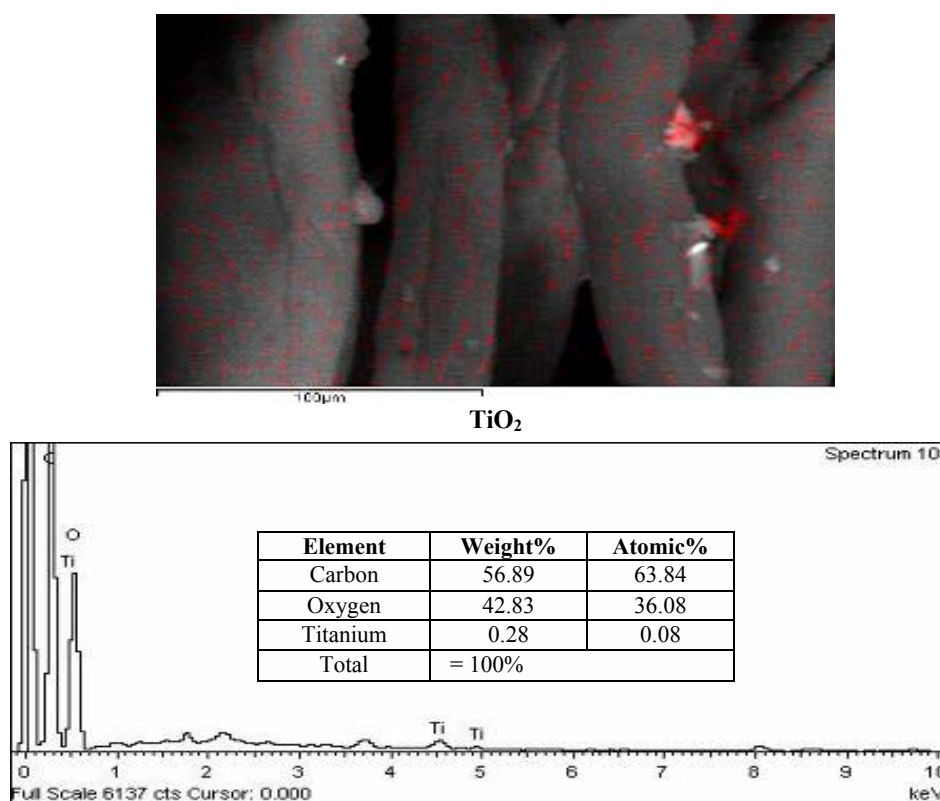 100µm
TiO₂
Spectrum 10
C
O
Ti
Element Weight% Atomic%
Carbon 56.89 63.84
Oxygen 42.83 36.08
Titanium 0.28 0.08
Total = 100%
Ti Ti
0 1 2 3 4 5 6 7 8 9 10
Full Scale 6137 cts Cursor: 0.000 keV